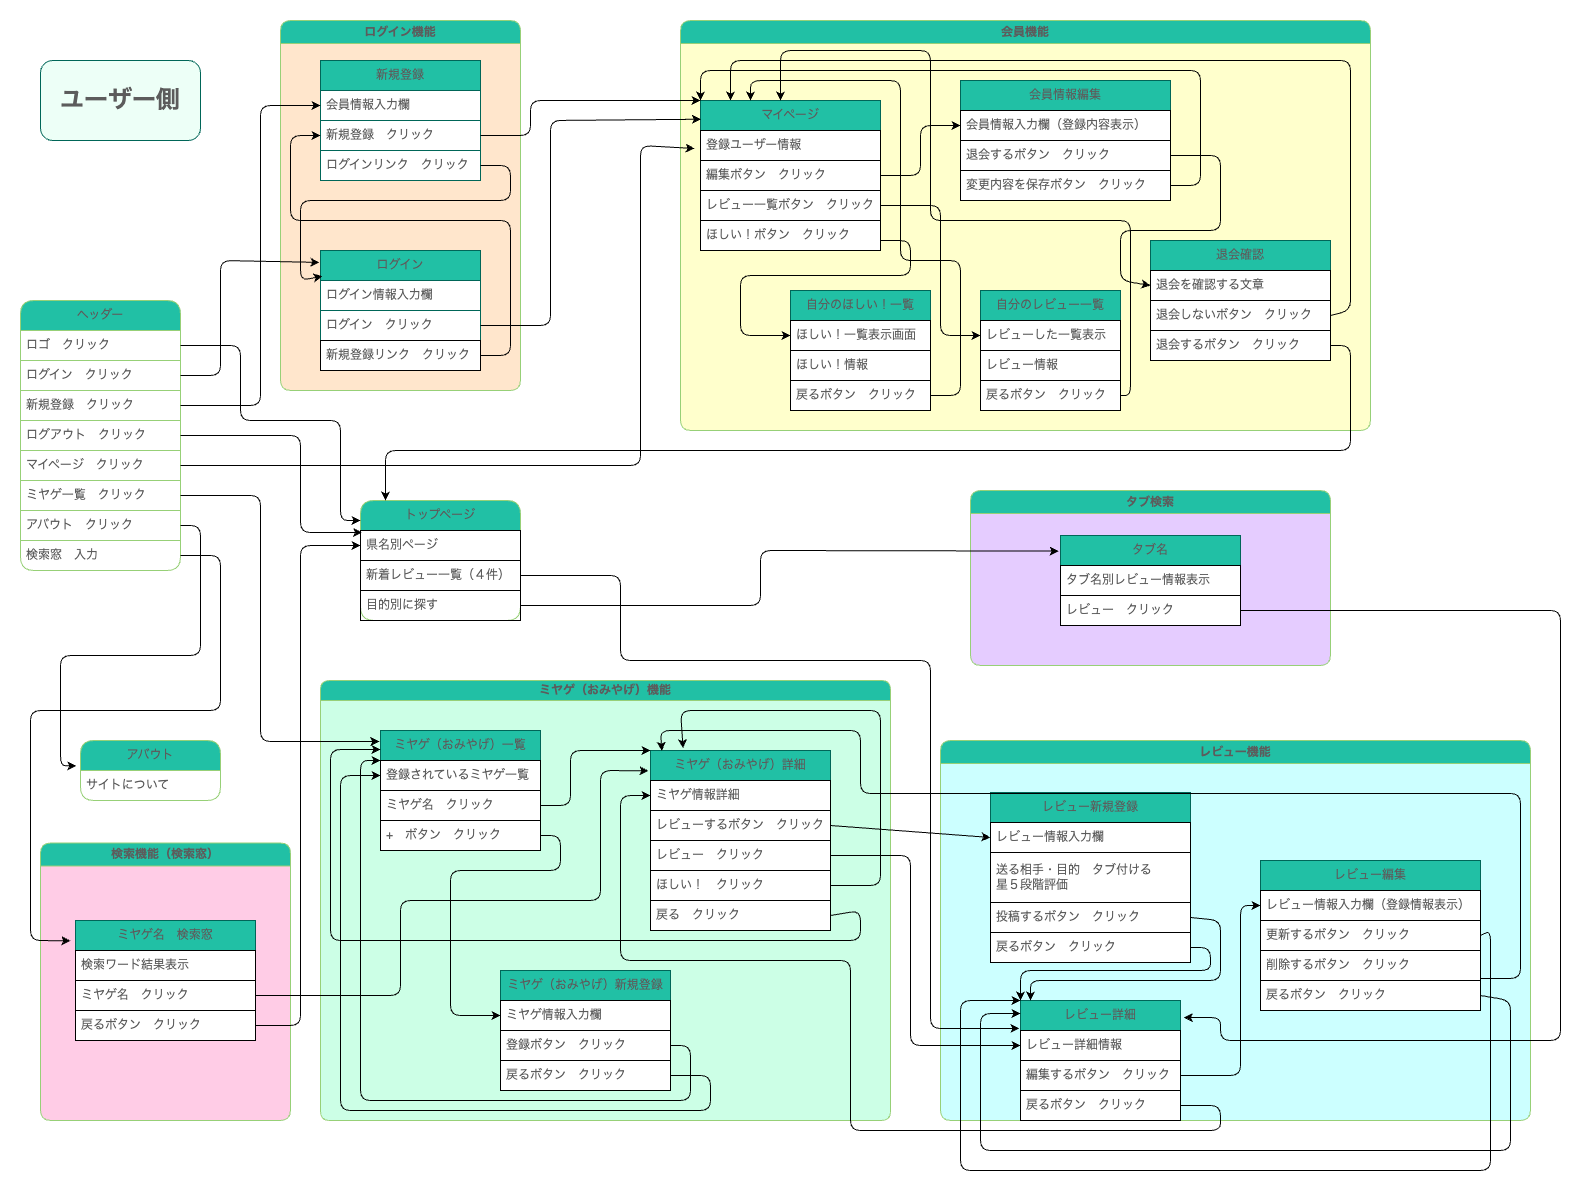 ユーザー側
ログイン機能
新規登録
会員情報入力欄
新規登録　クリック
ログインリンク　クリック
ログイン
ログイン情報入力欄
ログイン　クリック
新規登録リンク　クリック
会員機能
マイページ
登録ユーザー情報
編集ボタン　クリック
レビュー一覧ボタン　クリック
ほしい！ボタン　クリック
会員情報編集
会員情報入力欄（登録内容表示）
退会するボタン　クリック
変更内容を保存ボタン　クリック
退会確認
退会を確認する文章
退会しないボタン　クリック
退会するボタン　クリック
自分のほしい！一覧
ほしい！一覧表示画面
ほしい！情報
戻るボタン　クリック
自分のレビュー一覧
レビューした一覧表示
レビュー情報
戻るボタン　クリック
ヘッダー
ロゴ　クリック
ログイン　クリック
新規登録　クリック
ログアウト　クリック
マイページ　クリック
ミヤゲ一覧　クリック
アバウト　クリック
検索窓　入力
トップページ
県名別ページ
新着レビュー一覧（４件）
目的別に探す
タブ検索
タブ名
タブ名別レビュー情報表示
レビュー　クリック
アバウト
サイトについて
検索機能（検索窓）
ミヤゲ名　検索窓
検索ワード結果表示
ミヤゲ名　クリック
戻るボタン　クリック
ミヤゲ（おみやげ）機能
ミヤゲ（おみやげ）一覧
登録されているミヤゲ一覧
ミヤゲ名　クリック
+　ボタン　クリック
ミヤゲ（おみやげ）詳細
ミヤゲ情報詳細
レビューするボタン　クリック
レビュー　クリック
ほしい！　クリック
戻る　クリック
ミヤゲ（おみやげ）新規登録
ミヤゲ情報入力欄
登録ボタン　クリック
戻るボタン　クリック
レビュー機能
レビュー新規登録
レビュー情報入力欄
送る相手・目的　タブ付ける
星５段階評価
投稿するボタン　クリック
戻るボタン　クリック
レビュー編集
レビュー情報入力欄（登録情報表示）
更新するボタン　クリック
削除するボタン　クリック
戻るボタン　クリック
レビュー詳細
レビュー詳細情報
編集するボタン　クリック
戻るボタン　クリック